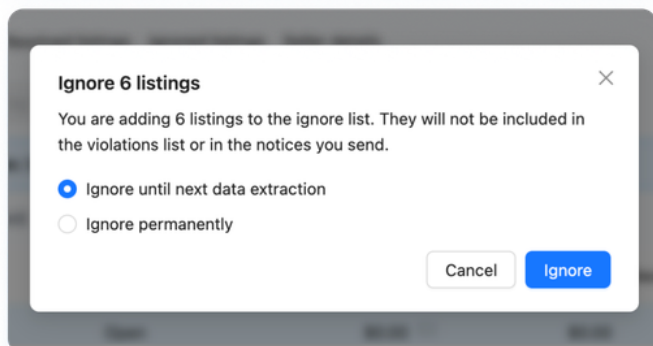 Ignore 6 listings
You are adding 6 listings to the ignore list. They will not be included in
the violations list or in the notices you send.
Ignore until next data extraction
Ignore permanently
Cancel
Ignore